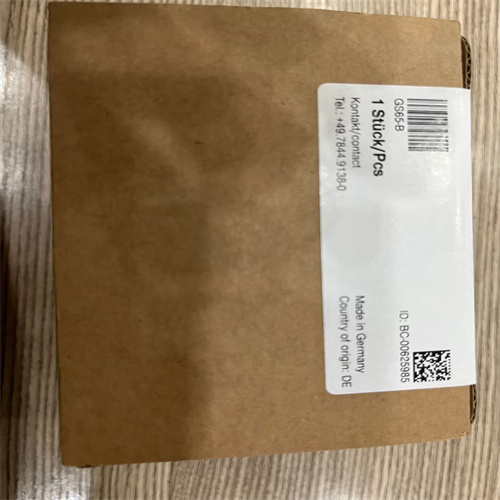 GS65-B
1 Stück/Pcs
Kontakt/contact
Tel.: +49 7844 9138-0
ID: BC-00625985
Made in Germany
Country of origin: DE